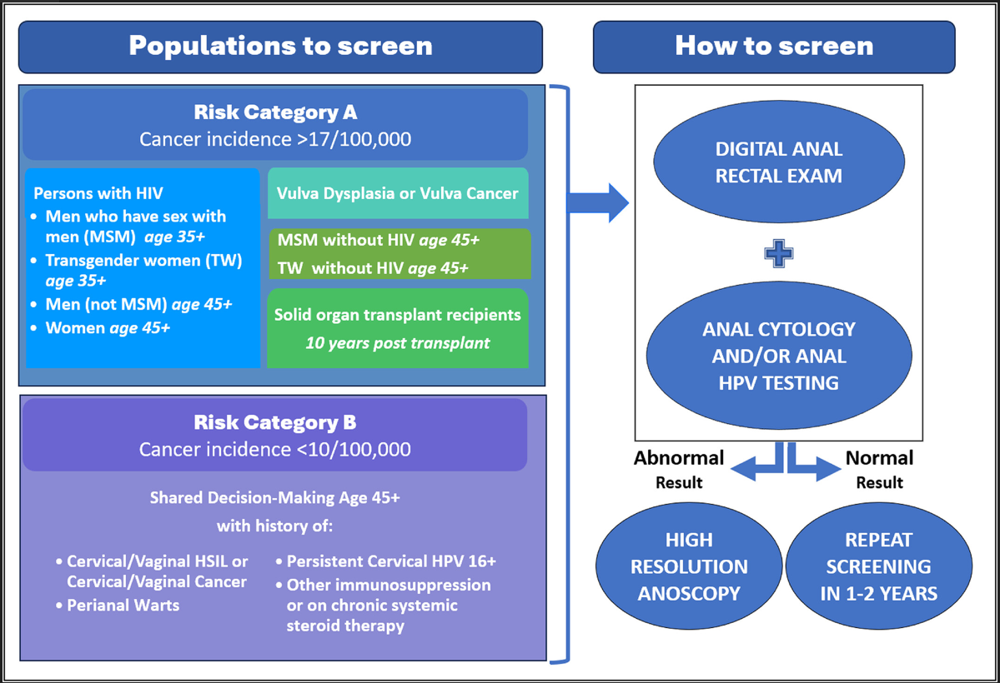 Populations to screen
Risk Category A
Cancer incidence >17/100,000
Persons with HIV
• Men who have sex with
men (MSM) age 35+
• Transgender women (TW)
age 35+
• Men (not MSM) age 45+
• Women age 45+
Vulva Dysplasia or Vulva Cancer
MSM without HIV age 45+
TW without HIV age 45+
Solid organ transplant recipients
10 years post transplant
Risk Category B
Cancer incidence <10/100,000
Shared Decision-Making Age 45+
with history of:
• Cervical/Vaginal HSIL or
Cervical/Vaginal Cancer
• Perianal Warts
• Persistent Cervical HPV 16+
• Other immunosuppression
or on chronic systemic
steroid therapy
How to screen
DIGITAL ANAL
RECTAL EXAM
ANAL CYTOLOGY
AND/OR ANAL
HPV TESTING
Abnormal
Result
Normal
Result
HIGH
RESOLUTION
ANOSCOPY
REPEAT
SCREENING
IN 1-2 YEARS